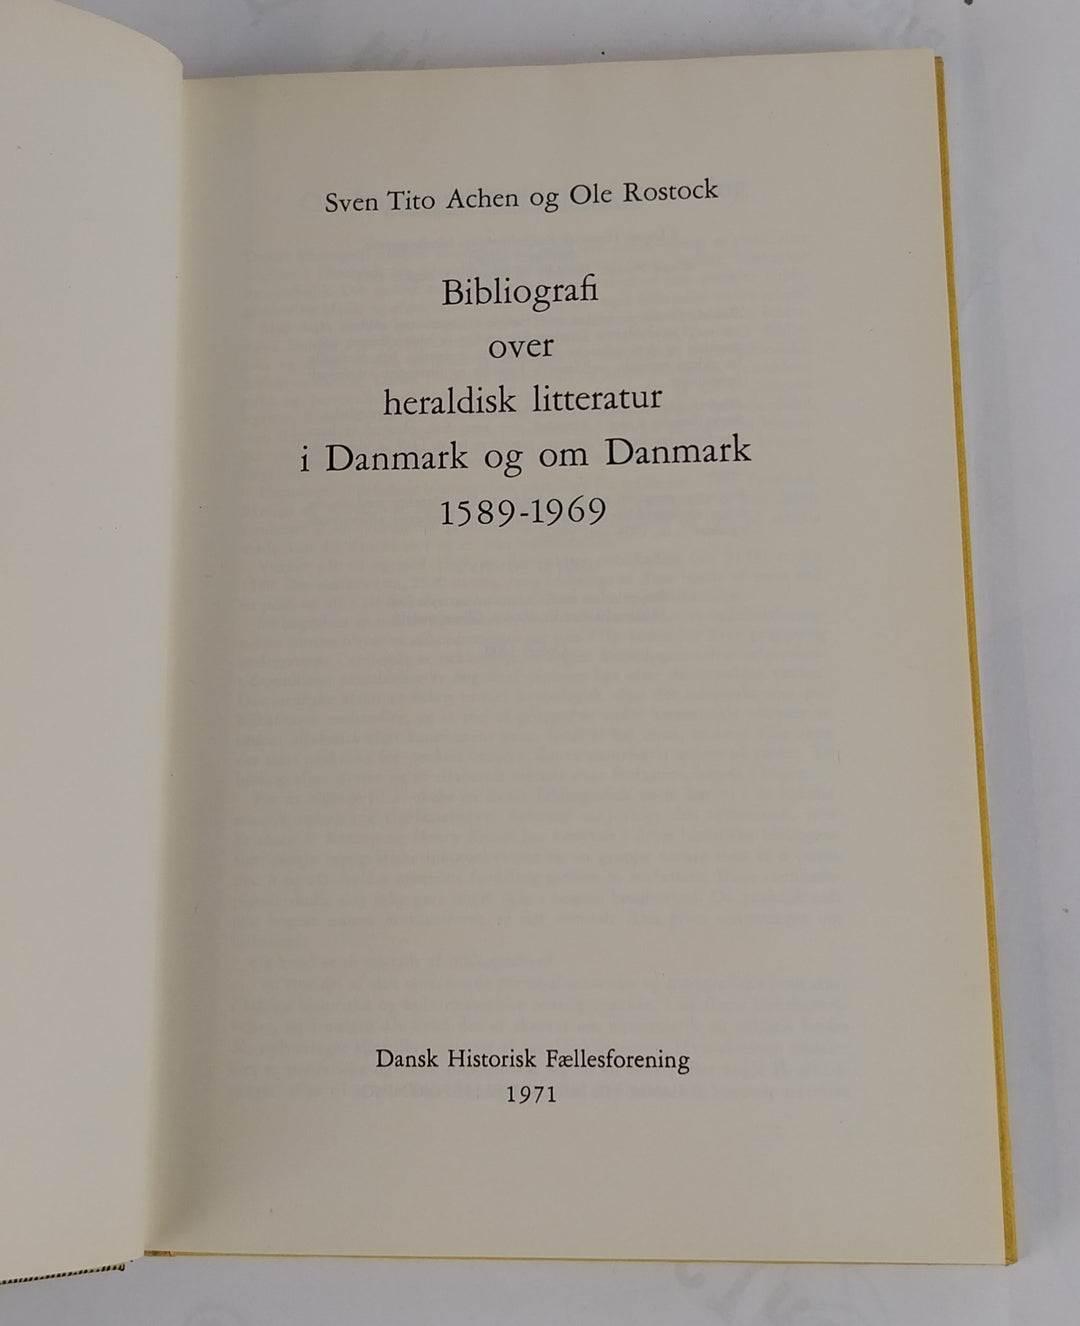 Sven Tito Achen og Ole Rostock
Bibliografi
over
heraldisk litteratur
i Danmark og om Danmark
1589-1969
Dansk Historisk Fællesforening
1971